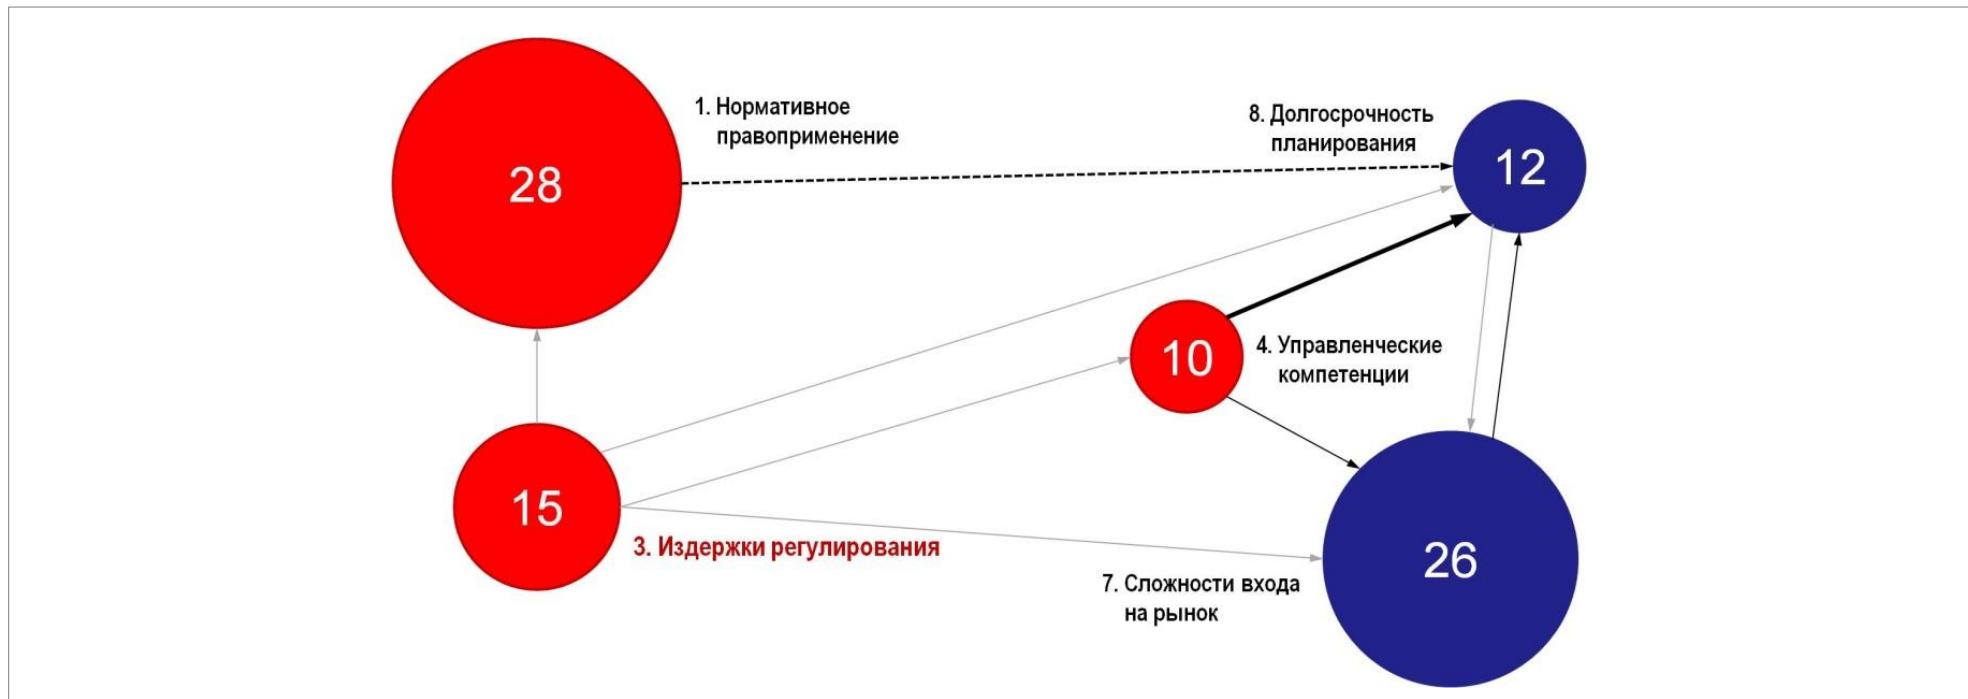 1. Нормативное
правоприменение
28
8. Долгосрочность
планирования
12
10
4. Управленческие
компетенции
15
3. Издержки регулирования
7. Сложности входа
на рынок
26